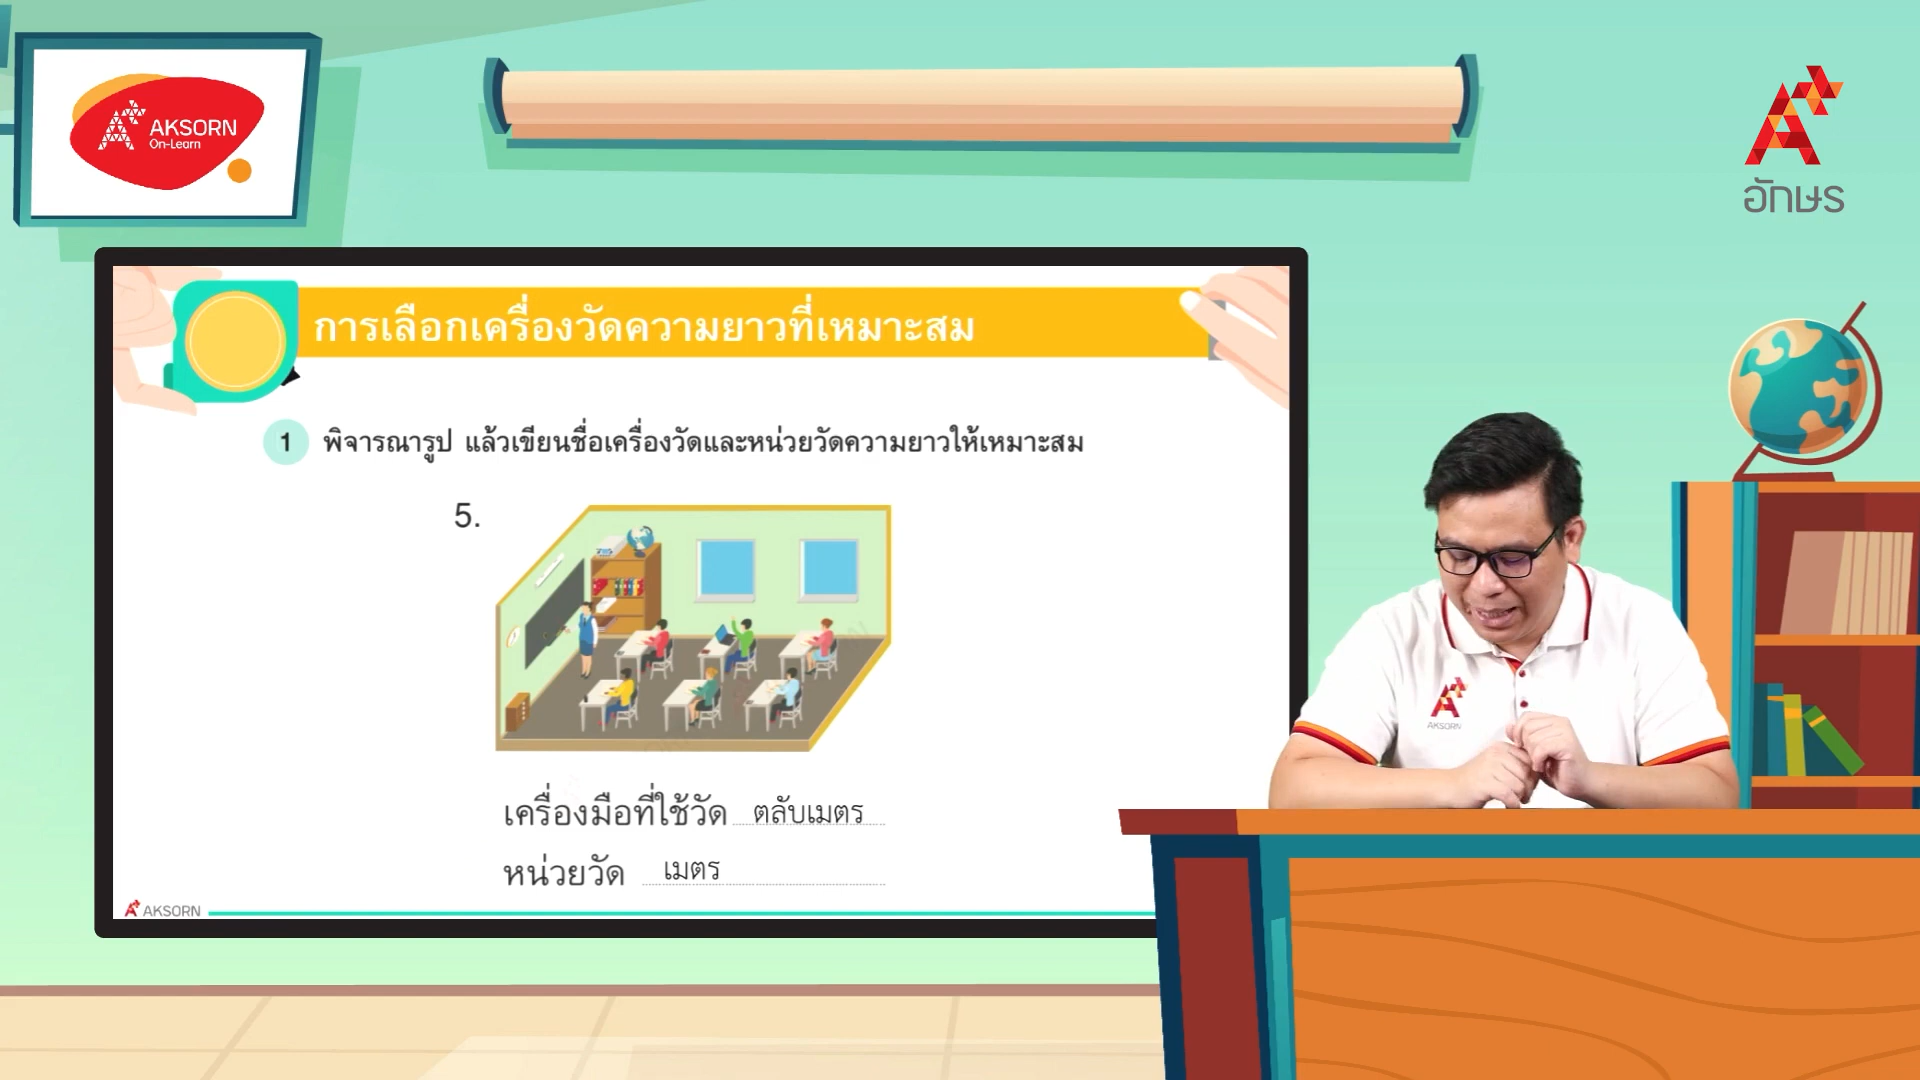 AKSORN
On-Learn
อักษร
การเลือกเครื่องวัดความยาวที่เหมาะสม
1 พิจารณารูป แล้วเขียนชื่อเครื่องวัดและหน่วยวัดความยาวให้เหมาะสม
5.
เครื่องมือที่ใช้วัด ตลับเมตร
หน่วยวัด เมตร
AKSORN
AKSORN